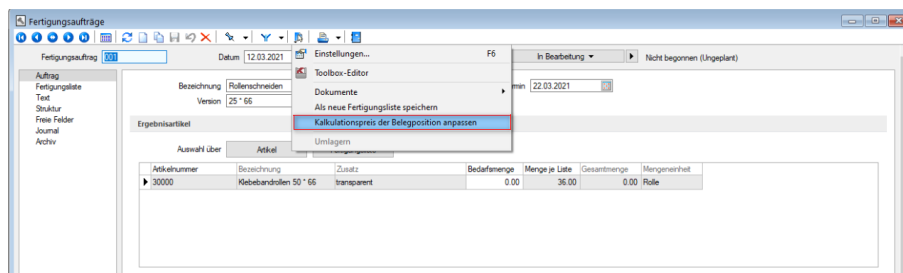 Fertigungsaufträge
Fertigungsauftrag 001 Datum 12.03.2021 In Bearbeitung Nicht begonnen (Ungeplant)
Einstellungen... F6
Toolbox-Editor
Dokumente
Als neue Fertigungsliste speichern
Kalkulationspreis der Belegposition anpassen
Umlagern
Auftrag
Fertigungsliste
Text
Struktur
Freie Felder
Journal
Archiv
Bezeichnung Rollenschneiden 22.03.2021
Version 25 * 66
Ergebnisartikel
Auswahl über Artikel
Artikelnummer Bezeichnung Zusatz Bedarfsmenge Menge je Liste Gesamtmenge Mengeneinheit
30000 Klebebandrollen 50 * 66 transparent 0.00 36.00 0.00 Rolle